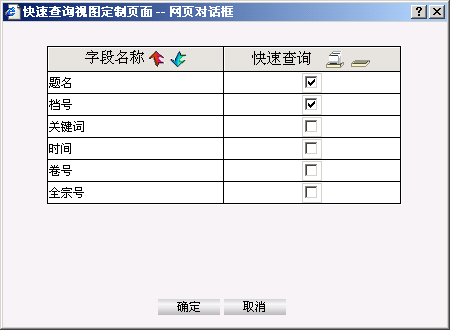 快速查询视图定制页面 -- 网页对话框
字段名称 快速查询
题名
档号
关键词
时间
卷号
全宗号
确定 取消